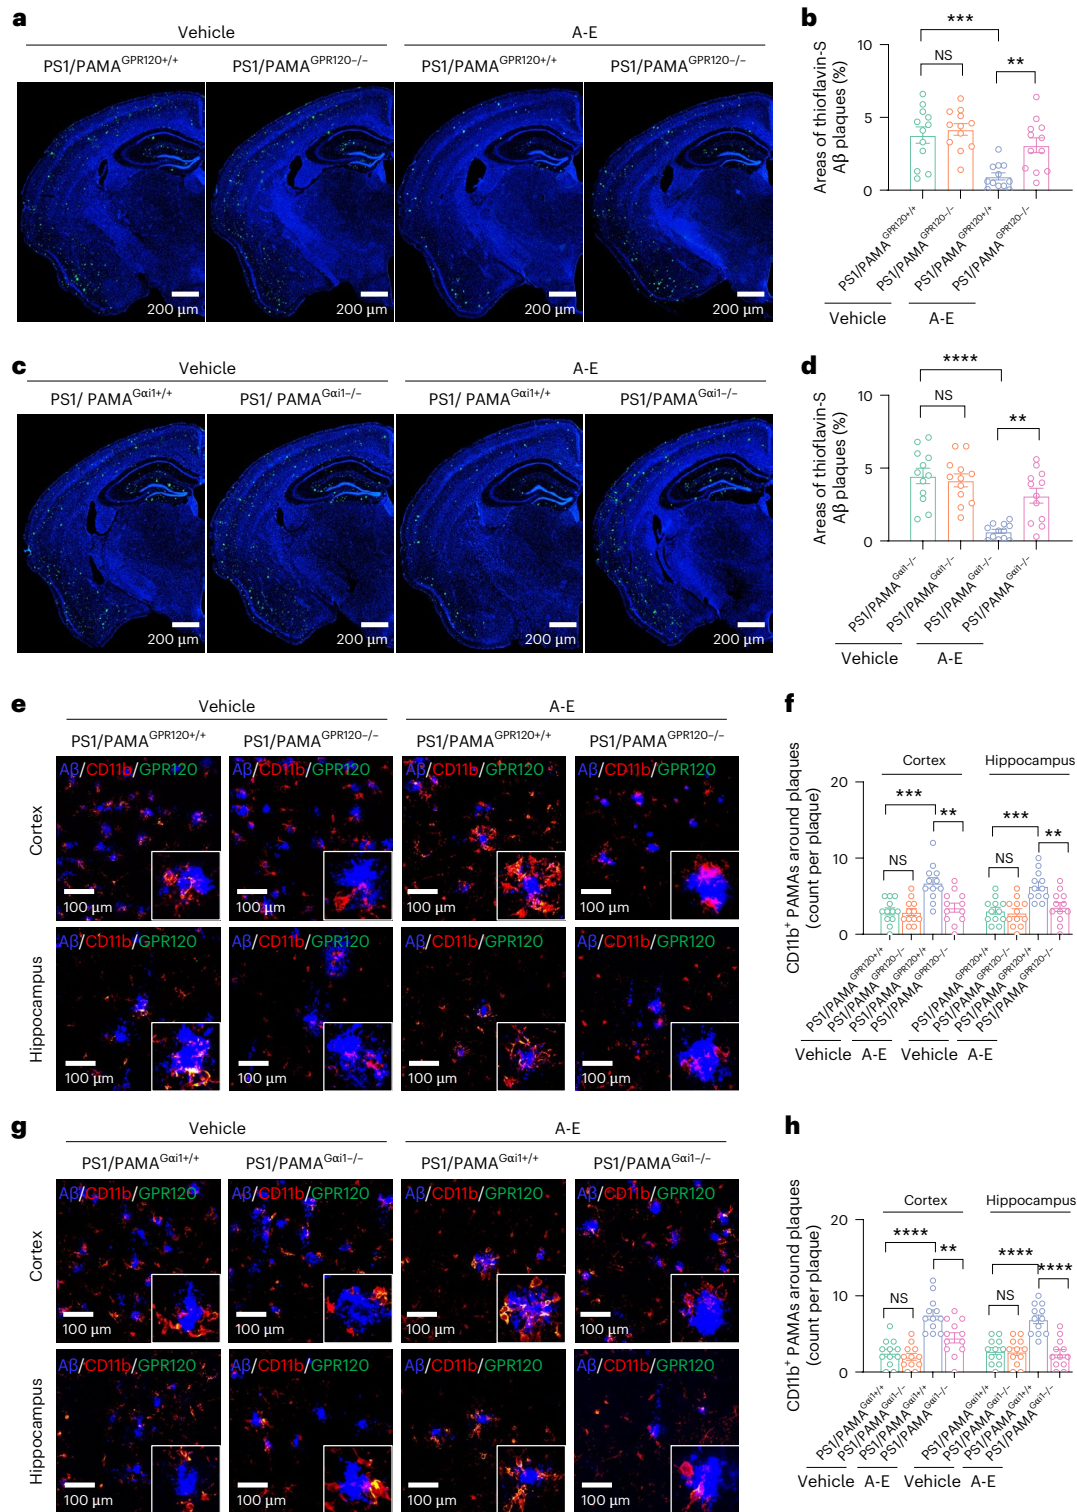 a
Vehicle
A-E
PS1/PAMA^GPR120+/+ PS1/PAMA^GPR120−/− PS1/PAMA^GPR120+/+ PS1/PAMA^GPR120−/−
200 µm 200 µm 200 µm 200 µm
b
Areas of thioflavin-S
Aβ plaques (%)
10
5
0
***
NS
**
PS1/PAMA^GPR120+/+
PS1/PAMA^GPR120−/−
PS1/PAMA^GPR120+/+
PS1/PAMA^GPR120−/−
Vehicle A-E
c
Vehicle
A-E
PS1/ PAMA^Gαi1+/+ PS1/ PAMA^Gαi1−/− PS1/ PAMA^Gαi1+/+ PS1/PAMA^Gαi1−/−
200 µm 200 µm 200 µm 200 µm
d
Areas of thioflavin-S
Aβ plaques (%)
10
5
0
****
NS
**
PS1/PAMA^Gαi1−/−
PS1/PAMA^Gαi1−/−
PS1/PAMA^Gαi1−/−
PS1/PAMA^Gαi1−/−
Vehicle A-E
e
Vehicle
A-E
PS1/PAMA^GPR120+/+ PS1/PAMA^GPR120−/− PS1/PAMA^GPR120+/+ PS1/PAMA^GPR120−/−
Cortex
Aβ/CD11b/GPR120 Aβ/CD11b/GPR120 Aβ/CD11b/GPR120 Aβ/CD11b/GPR120
100 µm 100 µm 100 µm 100 µm
Hippocampus
Aβ/CD11b/GPR120 Aβ/CD11b/GPR120 Aβ/CD11b/GPR120 Aβ/CD11b/GPR120
100 µm 100 µm 100 µm 100 µm
f
CD11b⁺ PAMAs around plaques
(count per plaque)
Cortex Hippocampus
20
10
0
***
**
NS
***
**
NS
PS1/PAMA^GPR120+/+
PS1/PAMA^GPR120−/−
PS1/PAMA^GPR120+/+
PS1/PAMA^GPR120−/−
PS1/PAMA^GPR120+/+
PS1/PAMA^GPR120−/−
PS1/PAMA^GPR120+/+
PS1/PAMA^GPR120−/−
Vehicle A-E Vehicle A-E
g
Vehicle
A-E
PS1/PAMA^Gαi1+/+ PS1/PAMA^Gαi1−/− PS1/PAMA^Gαi1+/+ PS1/PAMA^Gαi1−/−
Cortex
Aβ/CD11b/GPR120 Aβ/CD11b/GPR120 Aβ/CD11b/GPR120 Aβ/CD11b/GPR120
100 µm 100 µm 100 µm 100 µm
Hippocampus
Aβ/CD11b/GPR120 Aβ/CD11b/GPR120 Aβ/CD11b/GPR120 Aβ/CD11b/GPR120
100 µm 100 µm 100 µm 100 µm
h
CD11b⁺ PAMAs around plaques
(count per plaque)
Cortex Hippocampus
20
10
0
****
**
NS
****
****
NS
PS1/PAMA^Gαi1+/+
PS1/PAMA^Gαi1−/−
PS1/PAMA^Gαi1+/+
PS1/PAMA^Gαi1−/−
PS1/PAMA^Gαi1+/+
PS1/PAMA^Gαi1−/−
PS1/PAMA^Gαi1+/+
PS1/PAMA^Gαi1−/−
Vehicle A-E Vehicle A-E